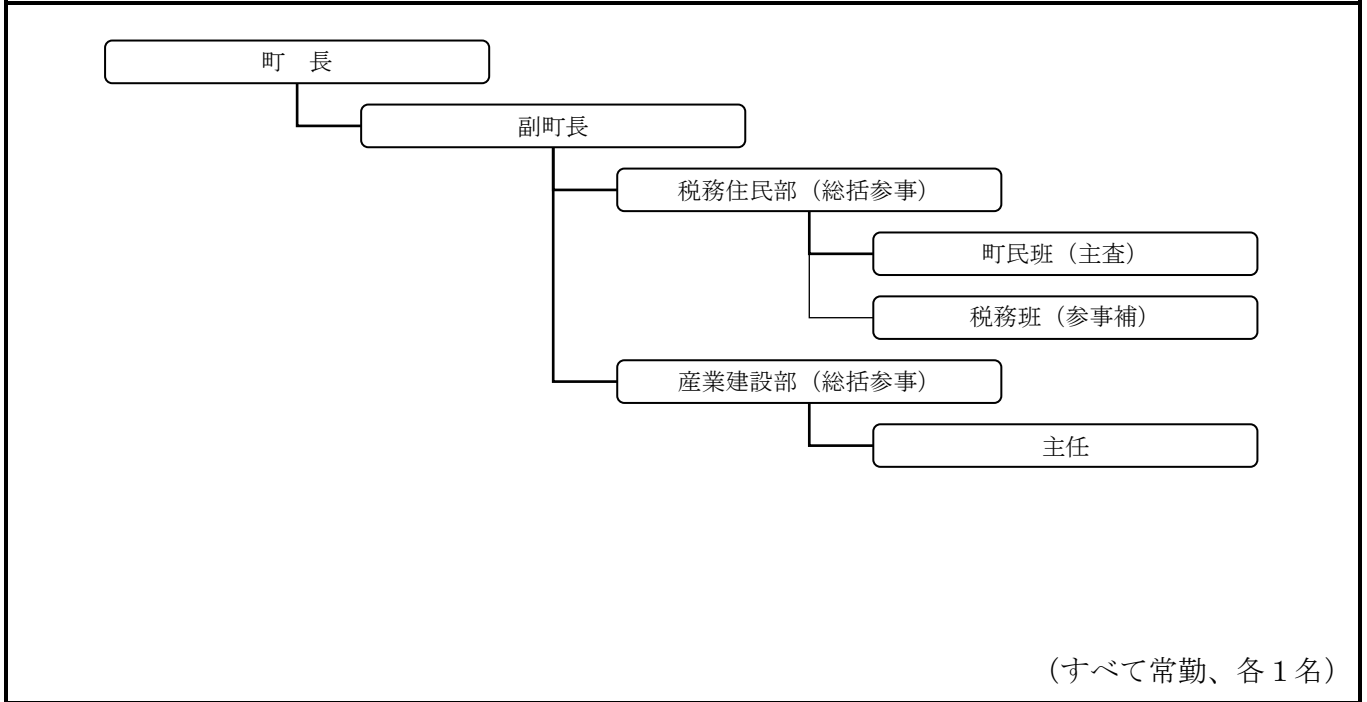 町　長
副町長
税務住民部（総括参事）
町民班（主査）
税務班（参事補）
産業建設部（総括参事）
主任
（すべて常勤、各１名）